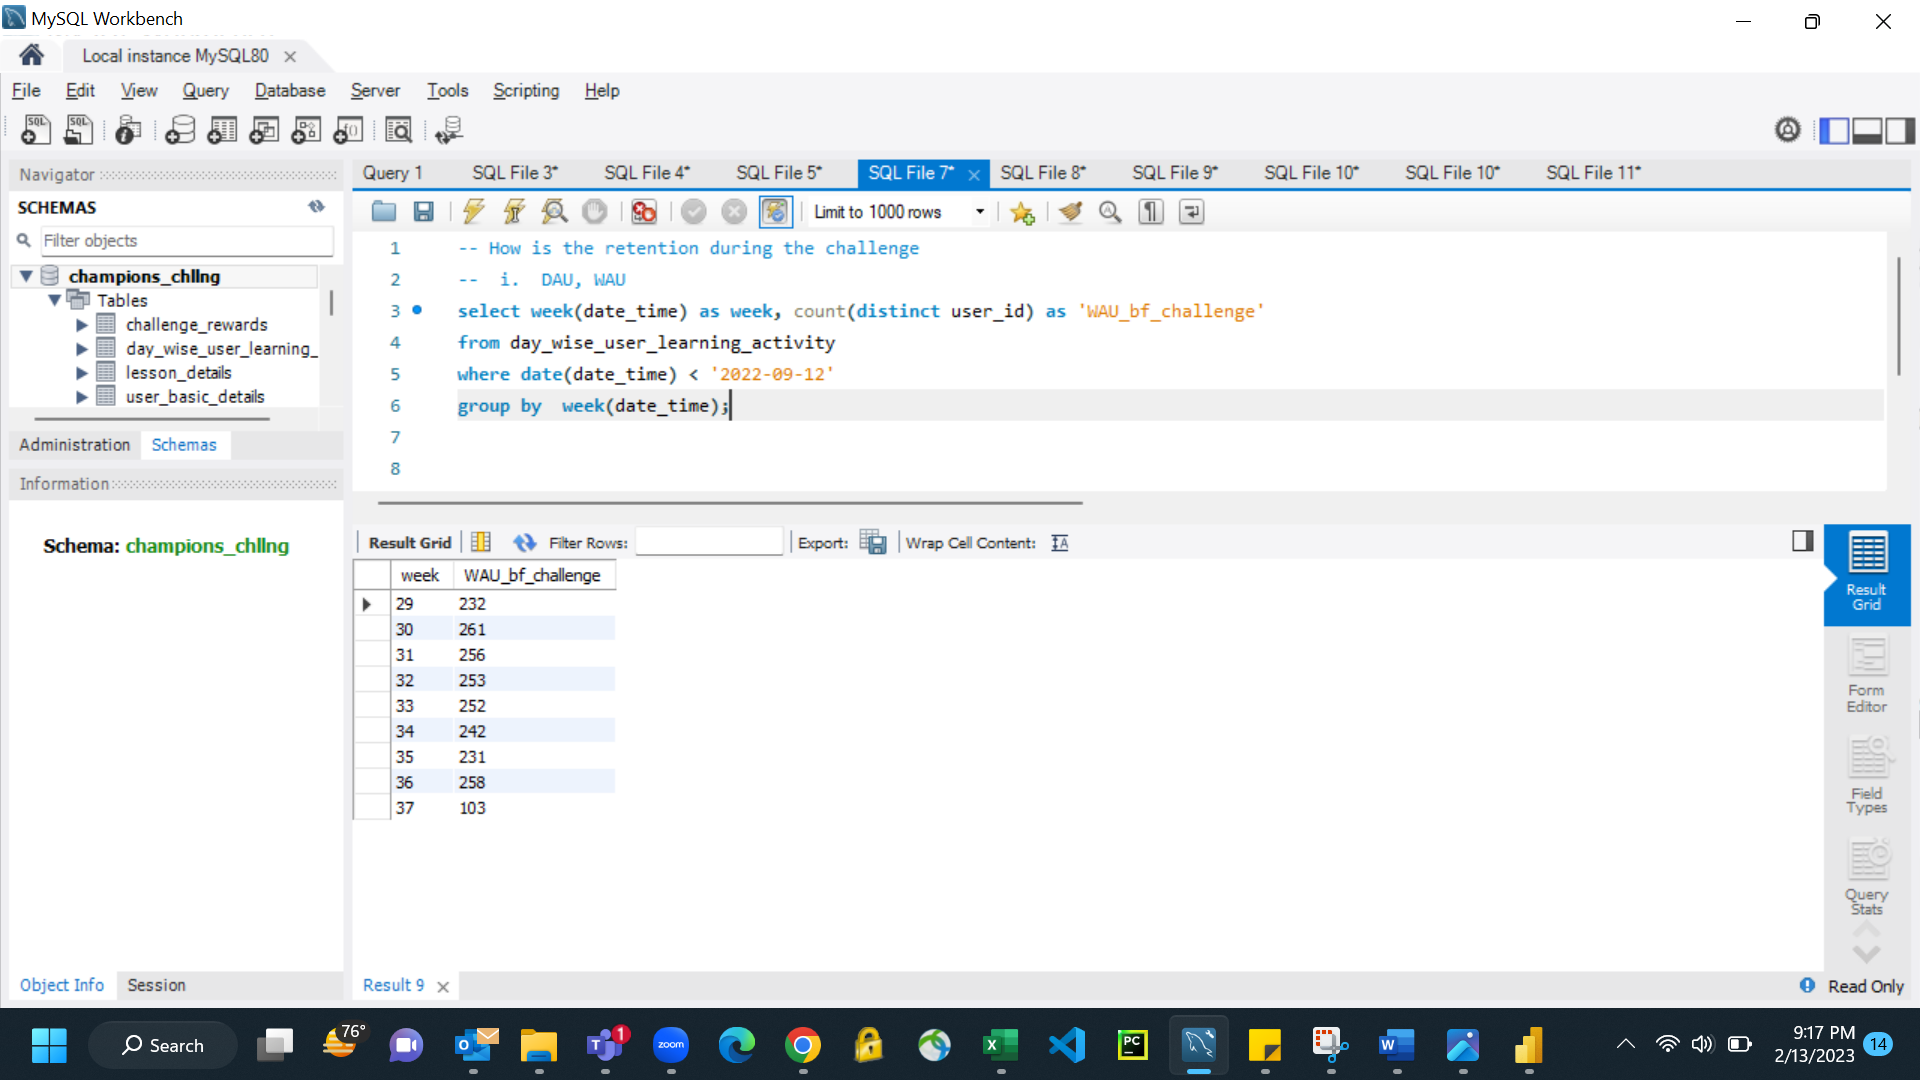 MySQL Workbench
Local instance MySQL80
File Edit View Query Database Server Tools Scripting Help
Navigator
Query 1 SQL File 3* SQL File 4* SQL File 5* SQL File 7* SQL File 8* SQL File 9* SQL File 10* SQL File 10* SQL File 11*
SCHEMAS
Limit to 1000 rows
Filter objects
champions_chllng
Tables
challenge_rewards
day_wise_user_learning_
lesson_details
user_basic_details
1 -- How is the retention during the challenge
2 -- i. DAU, WAU
3 select week(date_time) as week, count(distinct user_id) as 'WAU_bf_challenge'
4 from day_wise_user_learning_activity
5 where date(date_time) < '2022-09-12'
6 group by week(date_time);
7
8
Administration Schemas
Information
Schema: champions_chllng
Result Grid Filter Rows: Export: Wrap Cell Content:
week WAU_bf_challenge
29 232
30 261
31 256
32 253
33 252
34 242
35 231
36 258
37 103
Result
Grid
Form
Editor
Field
Types
Query
Stats
Object Info Session
Result 9
Read Only
Search
76°
1
zoom
PC
9:17 PM
2/13/2023
14